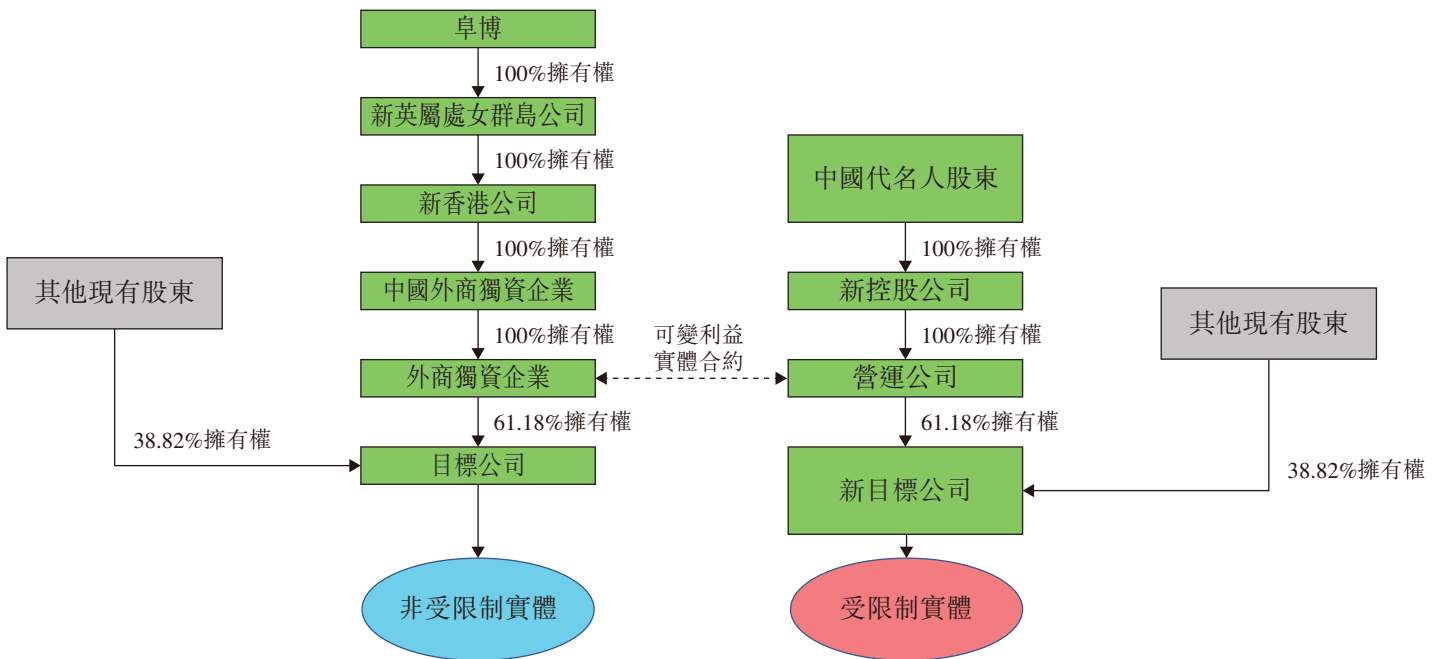 阜博
100%擁有權
新英屬處女群島公司
100%擁有權
新香港公司
100%擁有權
中國外商獨資企業
100%擁有權
外商獨資企業
61.18%擁有權
目標公司
非受限制實體
其他現有股東
38.82%擁有權
可變利益
實體合約
中國代名人股東
100%擁有權
新控股公司
100%擁有權
營運公司
61.18%擁有權
新目標公司
受限制實體
其他現有股東
38.82%擁有權